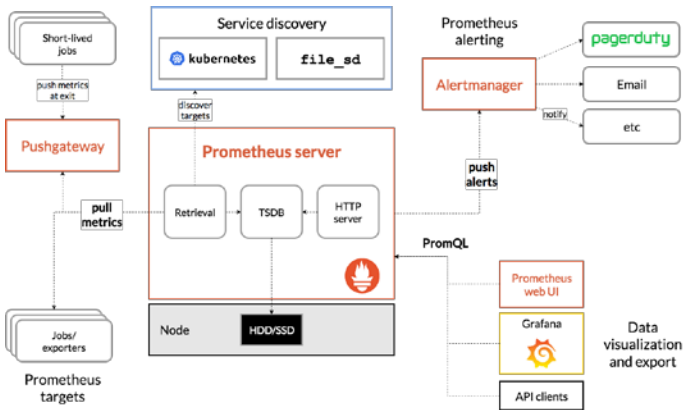 Short-lived
jobs
push metrics
at exit
Pushgateway
pull
metrics
Jobs/
exporters
Prometheus
targets
Service discovery
kubernetes
file_sd
discover
targets
Prometheus server
Retrieval
TSDB
HTTP
server
Node
HDD/SSD
Prometheus
alerting
Alertmanager
pagerduty
Email
notify
etc
push
alerts
PromQL
Prometheus
web UI
Grafana
API clients
Data
visualization
and export